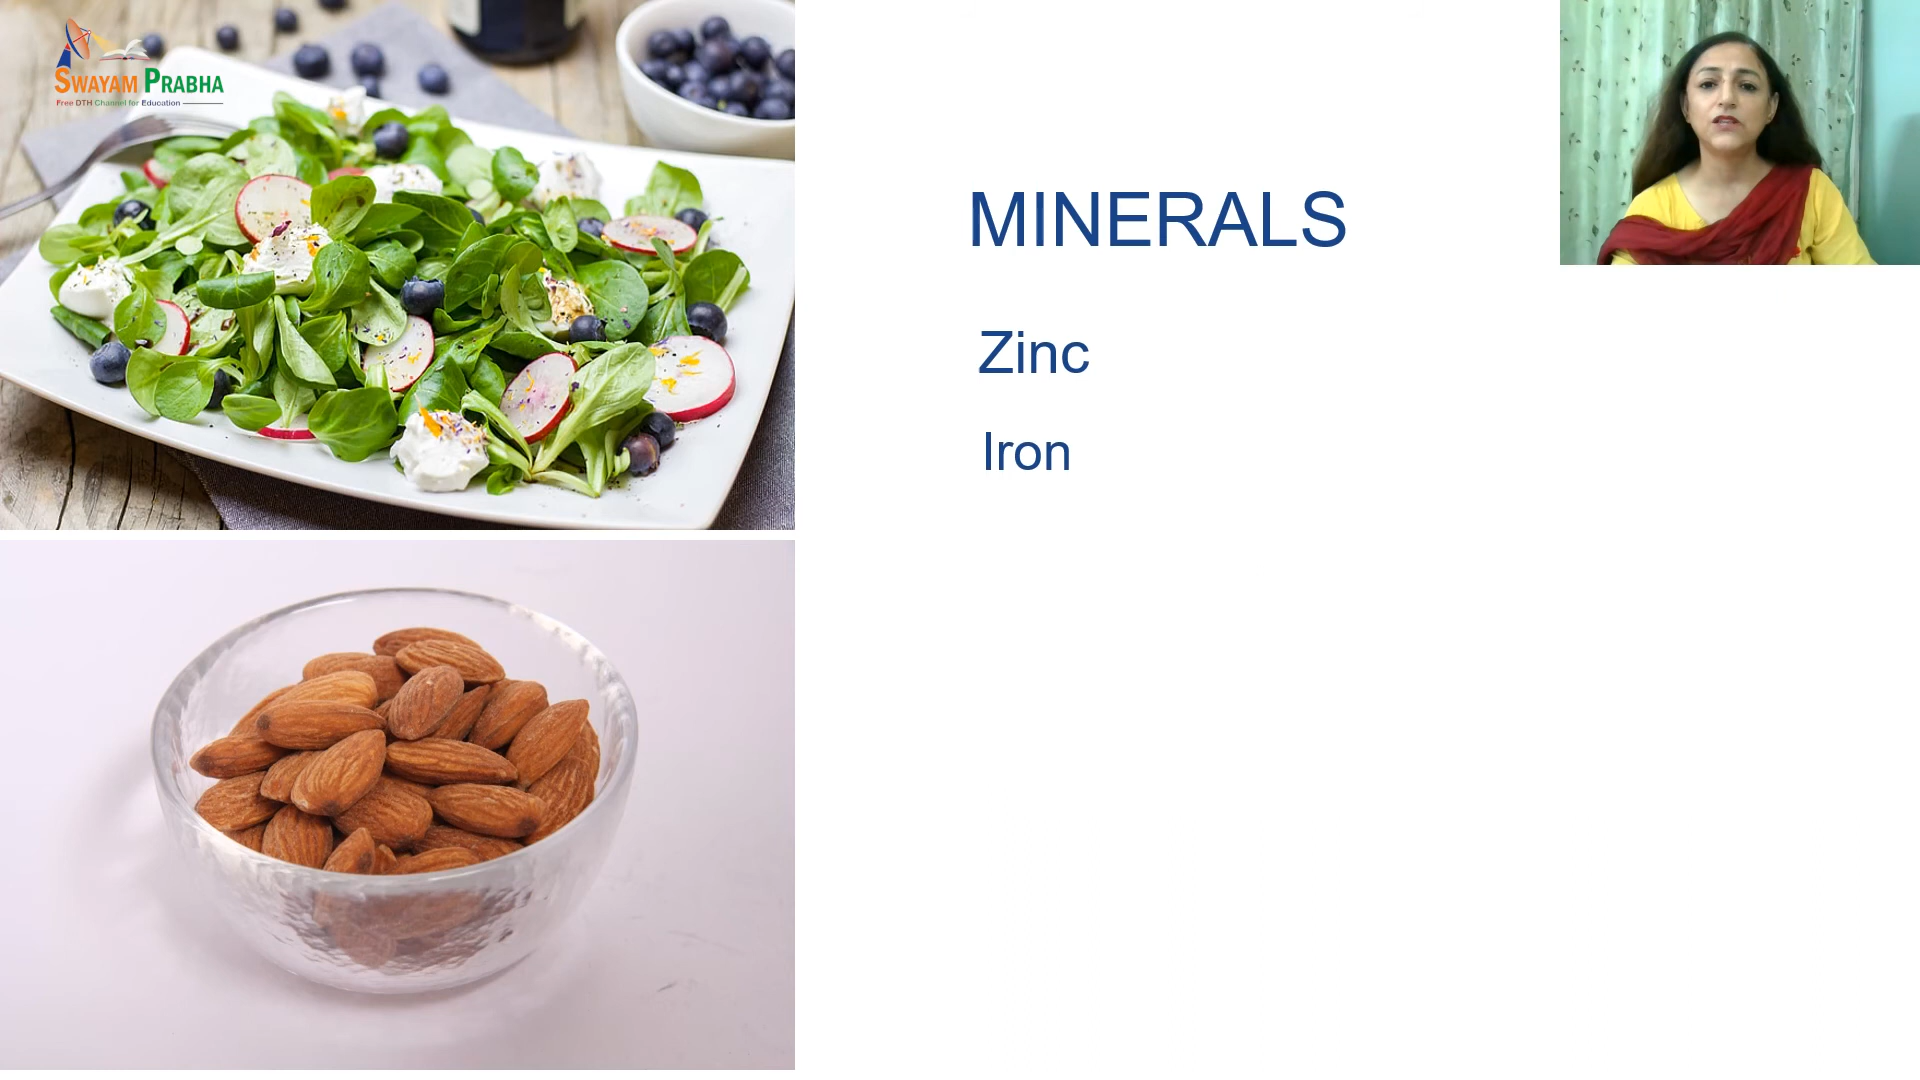 SWAYAM PRABHA
Free DTH Channel for Education
MINERALS
Zinc
Iron